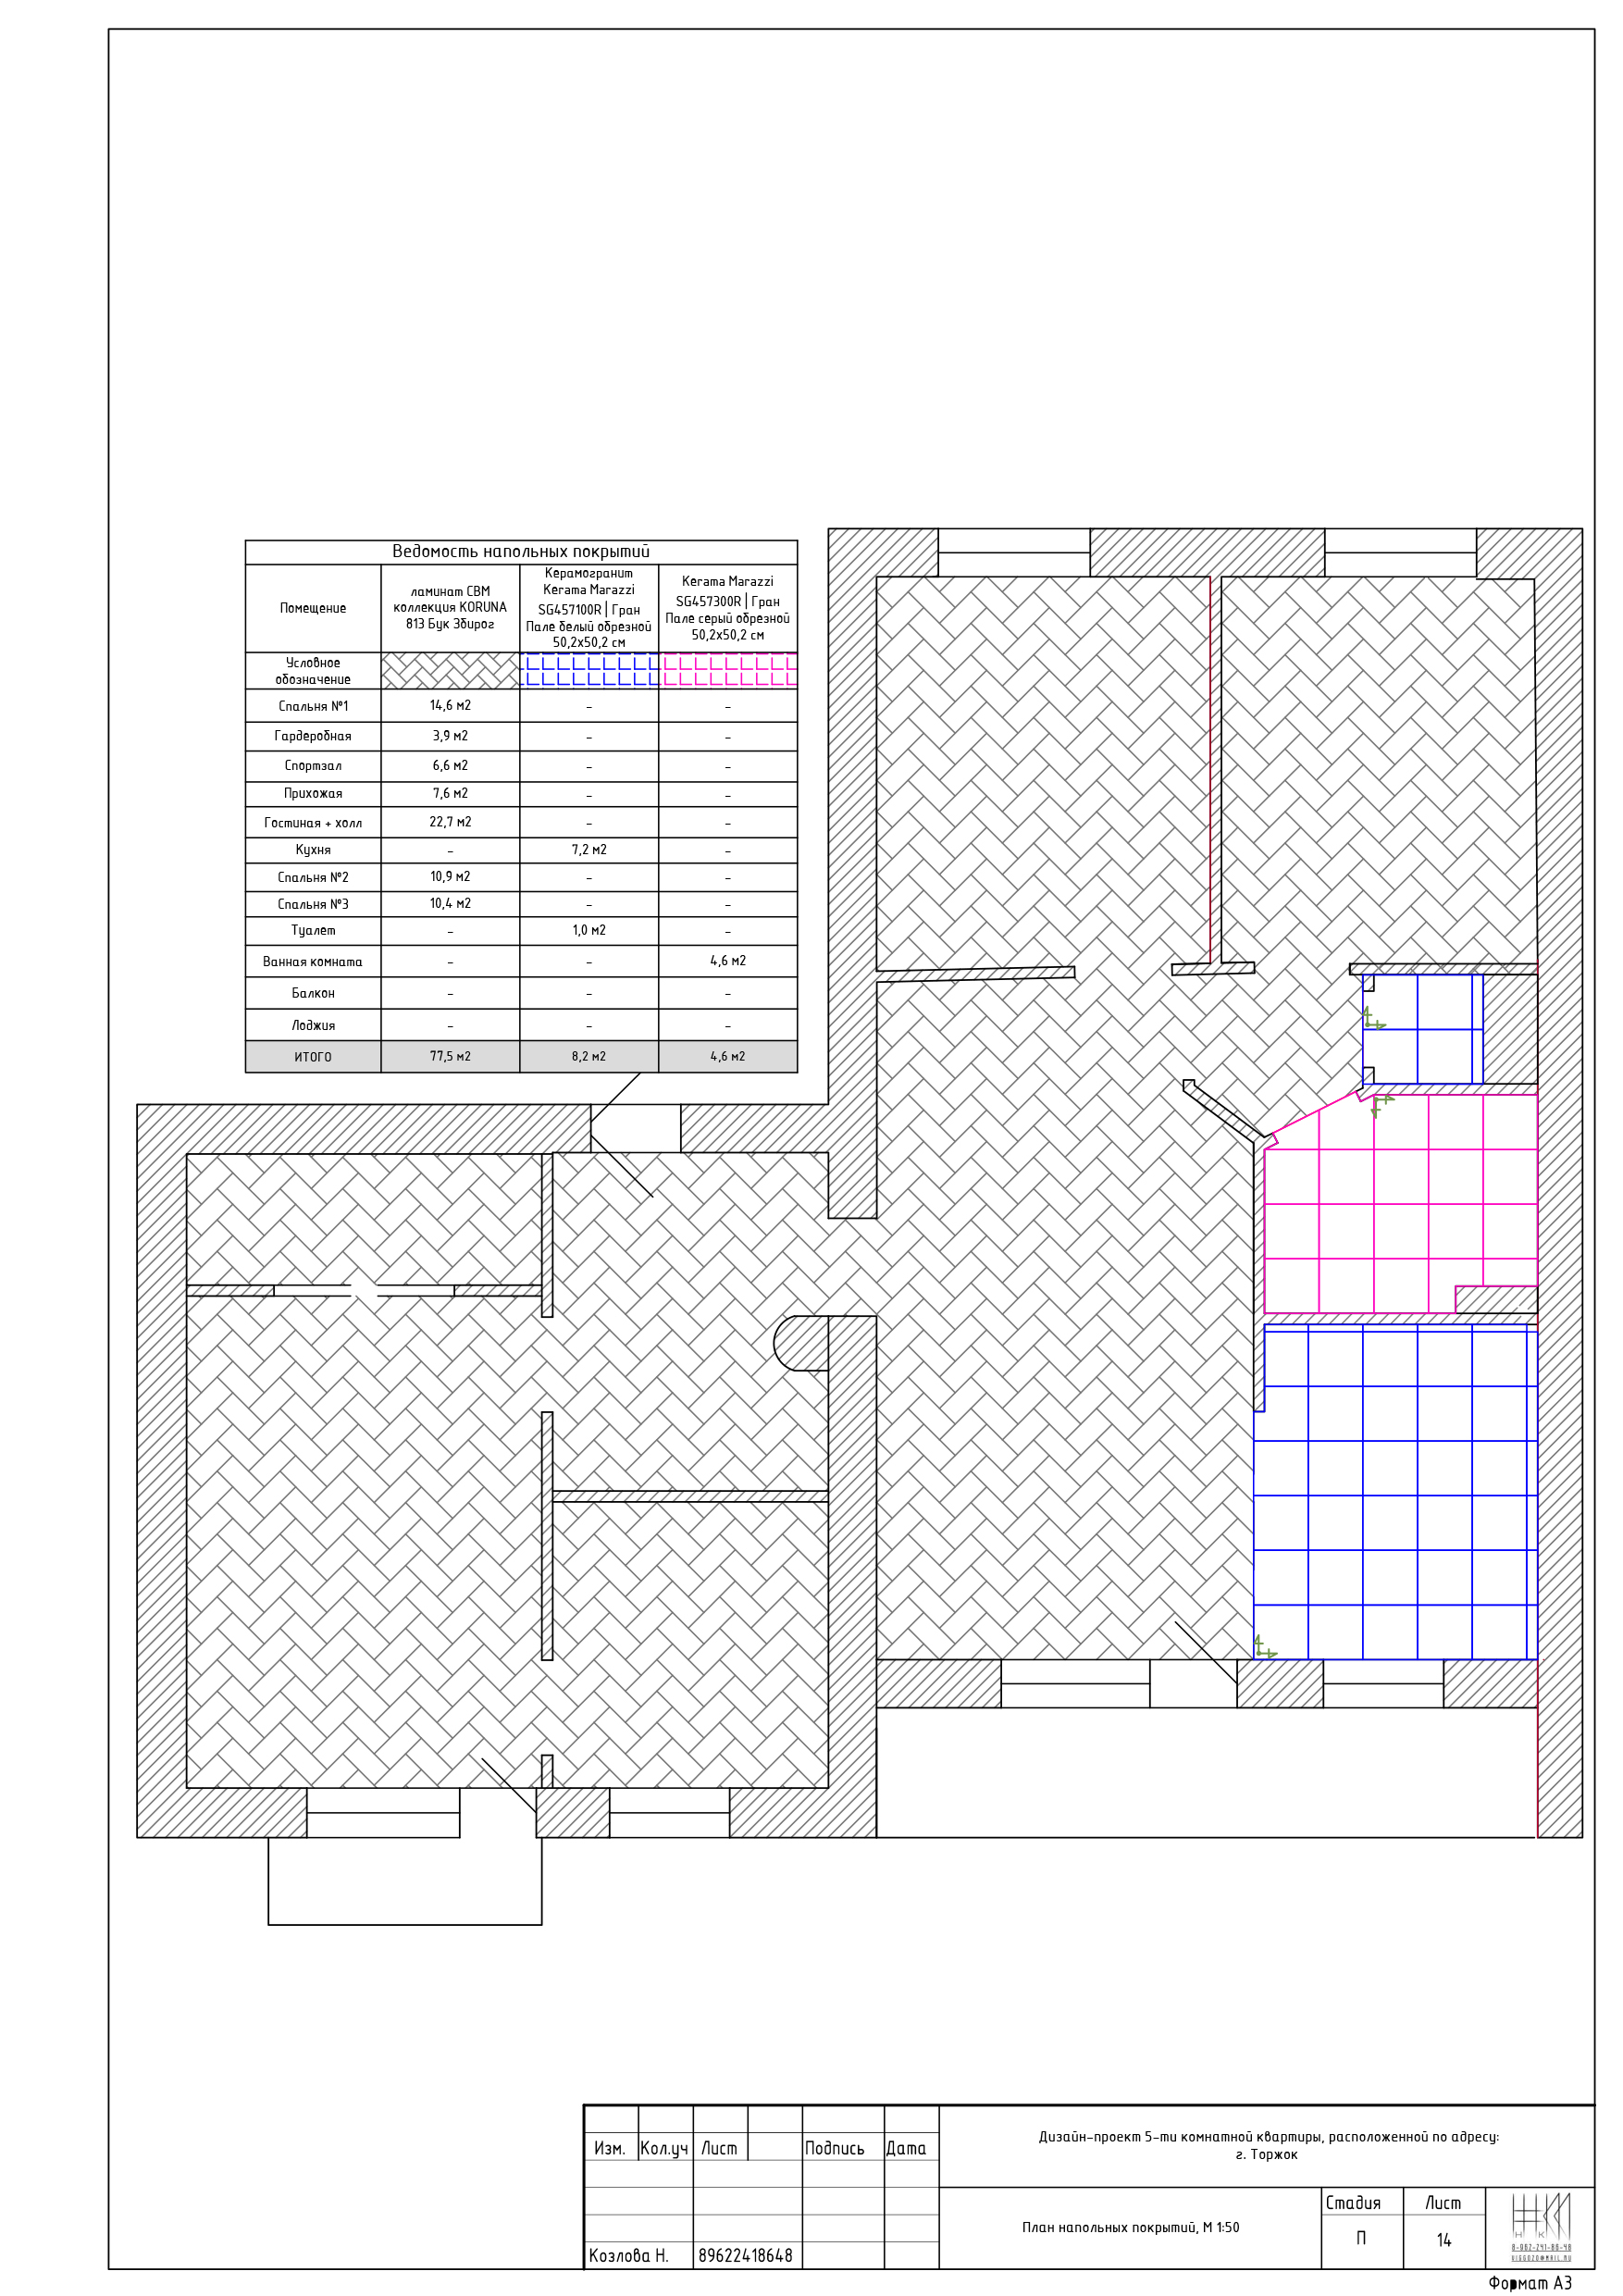 Ведомость напольных покрытий
Помещение
ламинат CBM
коллекция KORUNA
813 Бук Збирог
Керамогранит
Kerama Marazzi
SG457100R | Гран
Пале белый обрезной
50,2х50,2 см
Kerama Marazzi
SG457300R | Гран
Пале серый обрезной
50,2х50,2 см
Условное
обозначение
Спальня №1 14,6 м2 - -
Гардеробная 3,9 м2 - -
Спортзал 6,6 м2 - -
Прихожая 7,6 м2 - -
Гостиная + холл 22,7 м2 - -
Кухня - 7,2 м2 -
Спальня №2 10,9 м2 - -
Спальня №3 10,4 м2 - -
Туалет - 1,0 м2 -
Ванная комната - - 4,6 м2
Балкон - - -
Лоджия - - -
ИТОГО 77,5 м2 8,2 м2 4,6 м2
Изм. Кол.уч Лист Подпись Дата
Козлова Н. 89622418648
Дизайн-проект 5-ти комнатной квартиры, расположенной по адресу:
г. Торжок
План напольных покрытий, М 1:50
Стадия Лист
П 14
Н К
8-962-241-86-48
Формат А3